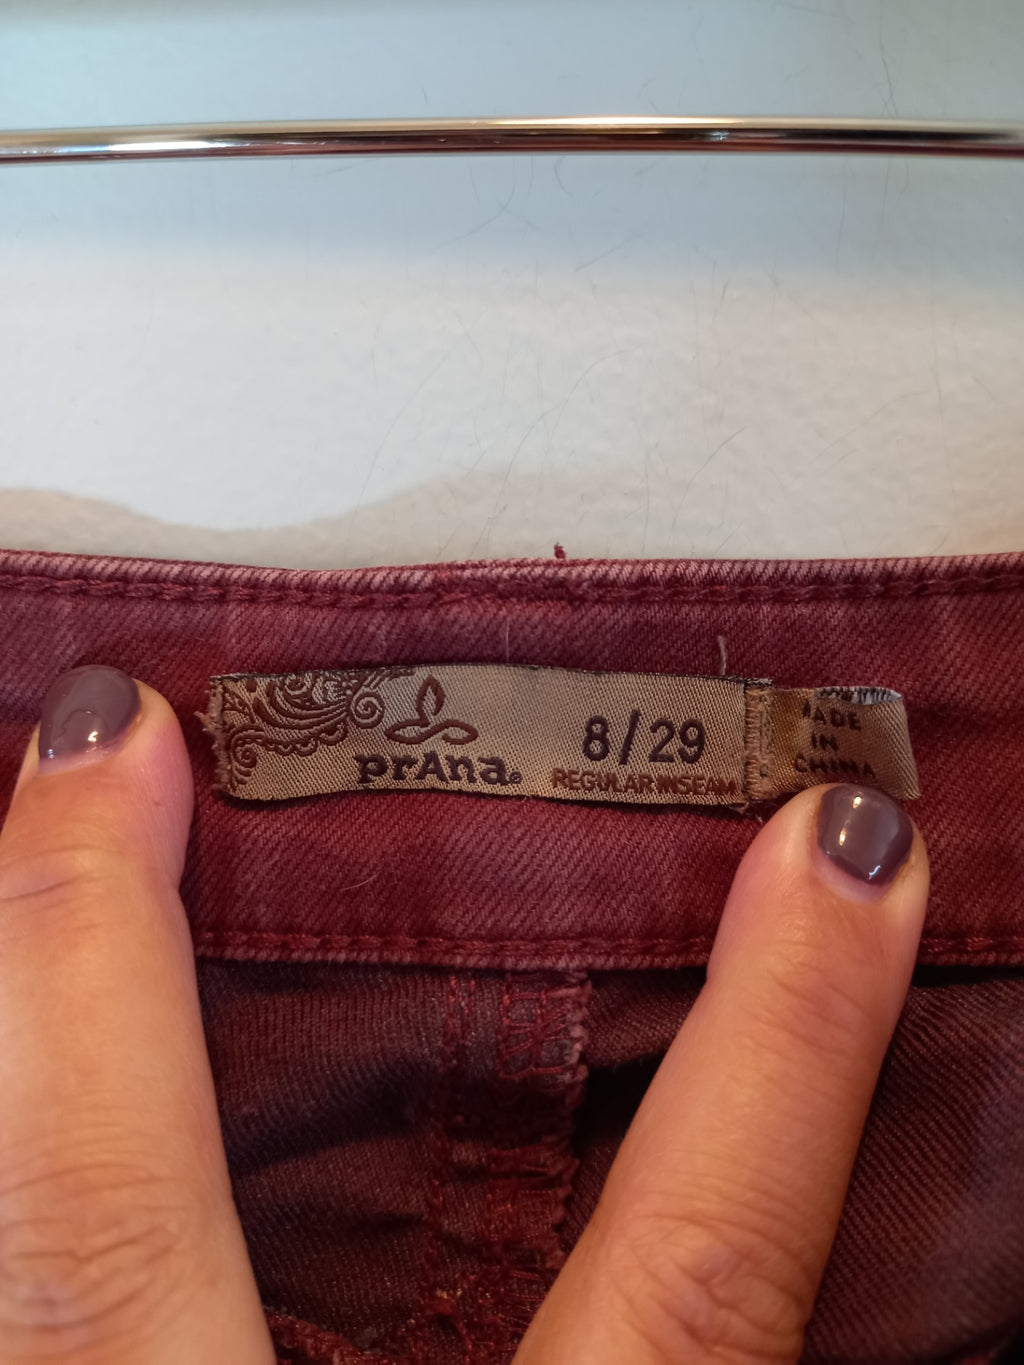 prAna®
8/29
REGULAR INSEAM
MADE
IN
CHINA